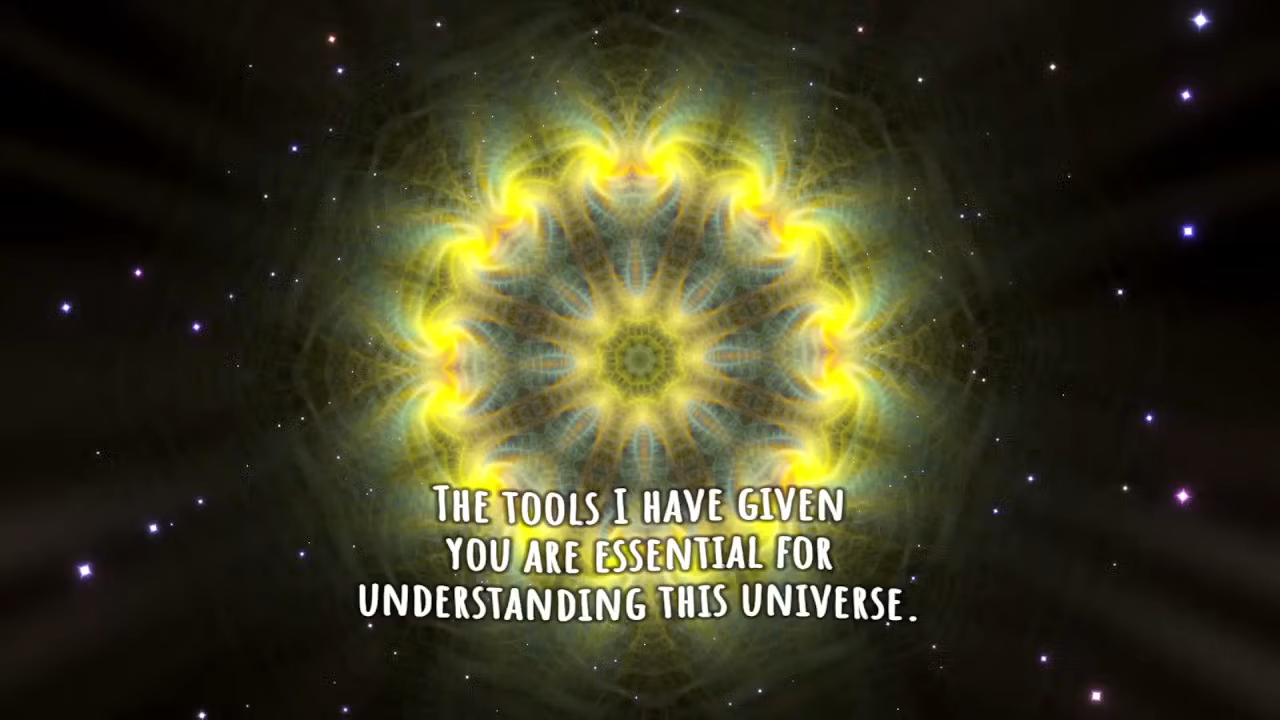 The tools I have given
you are essential for
understanding this universe.